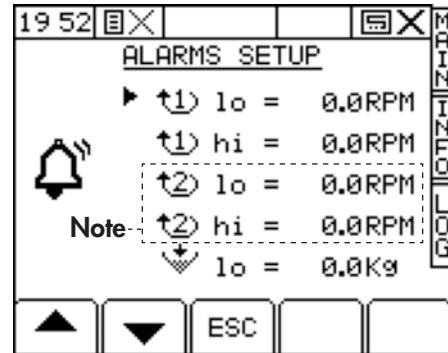 19 52
ALARMS SETUP
1 lo = 0.0RPM
1 hi = 0.0RPM
2 lo = 0.0RPM
Note 2 hi = 0.0RPM
lo = 0.0Kg
ESC
MAIN
INFO
LOG